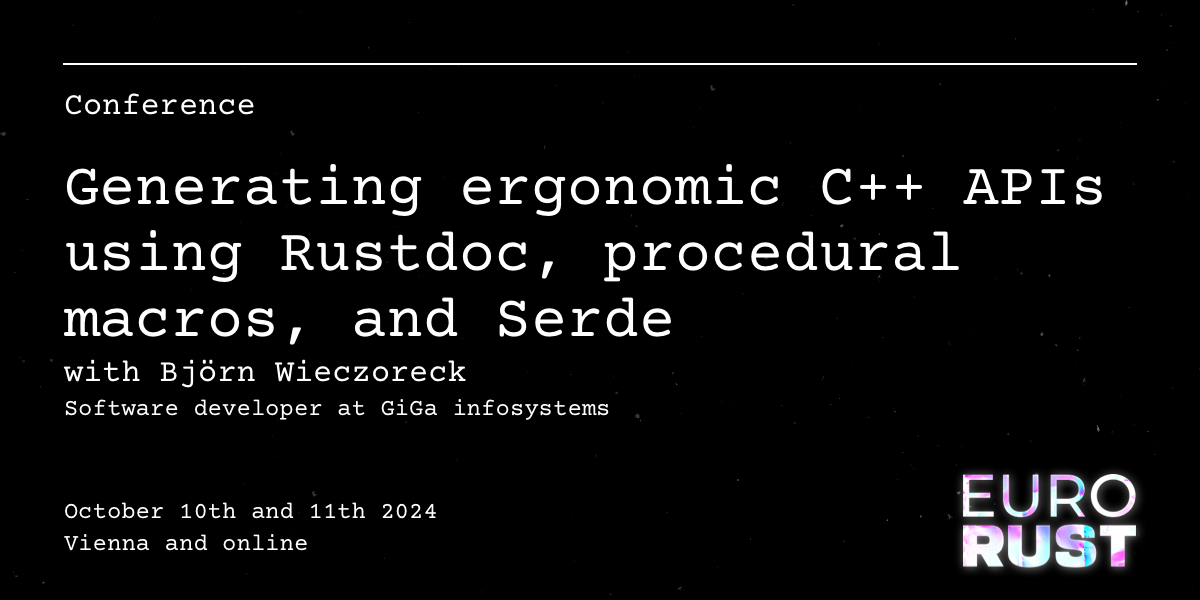 Conference
Generating ergonomic C++ APIs
using Rustdoc, procedural
macros, and Serde
with Björn Wieczoreck
Software developer at GiGa infosystems
October 10th and 11th 2024
Vienna and online
EURO
RUST